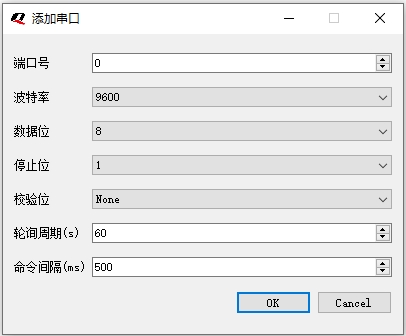 添加串口
端口号 0
波特率 9600
数据位 8
停止位 1
校验位 None
轮询周期(s) 60
命令间隔(ms) 500
OK Cancel